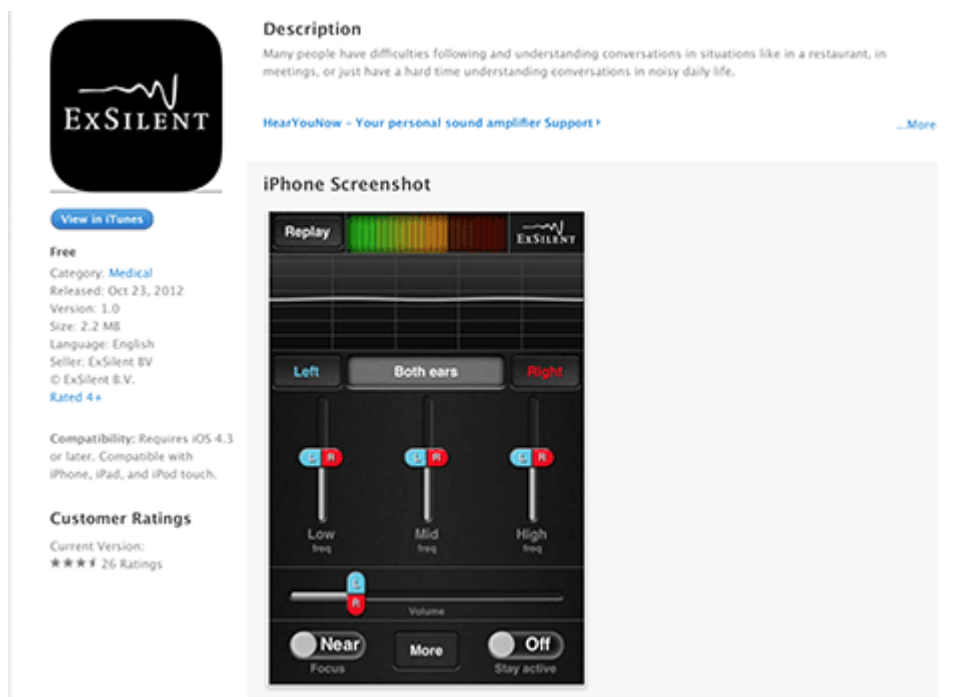 EXSILENT
View in iTunes
Free
Category: Medical
Released: Oct 23, 2012
Version: 1.0
Size: 2.2 MB
Language: English
Seller: ExSilent BV
© ExSilent B.V.
Rated 4+
Compatibility: Requires iOS 4.3
or later. Compatible with
iPhone, iPad, and iPod touch.
Customer Ratings
Current Version:
26 Ratings
Description
Many people have difficulties following and understanding conversations in situations like in a restaurant, in
meetings, or just have a hard time understanding conversations in noisy daily life.
HearYouNow - Your personal sound amplifier Support
...More
iPhone Screenshot
Replay
EXSILENT
Left Both ears Right
L R L R L R
Low Mid High
freq freq freq
L
R
Volume
Near More Off
Focus Stay active